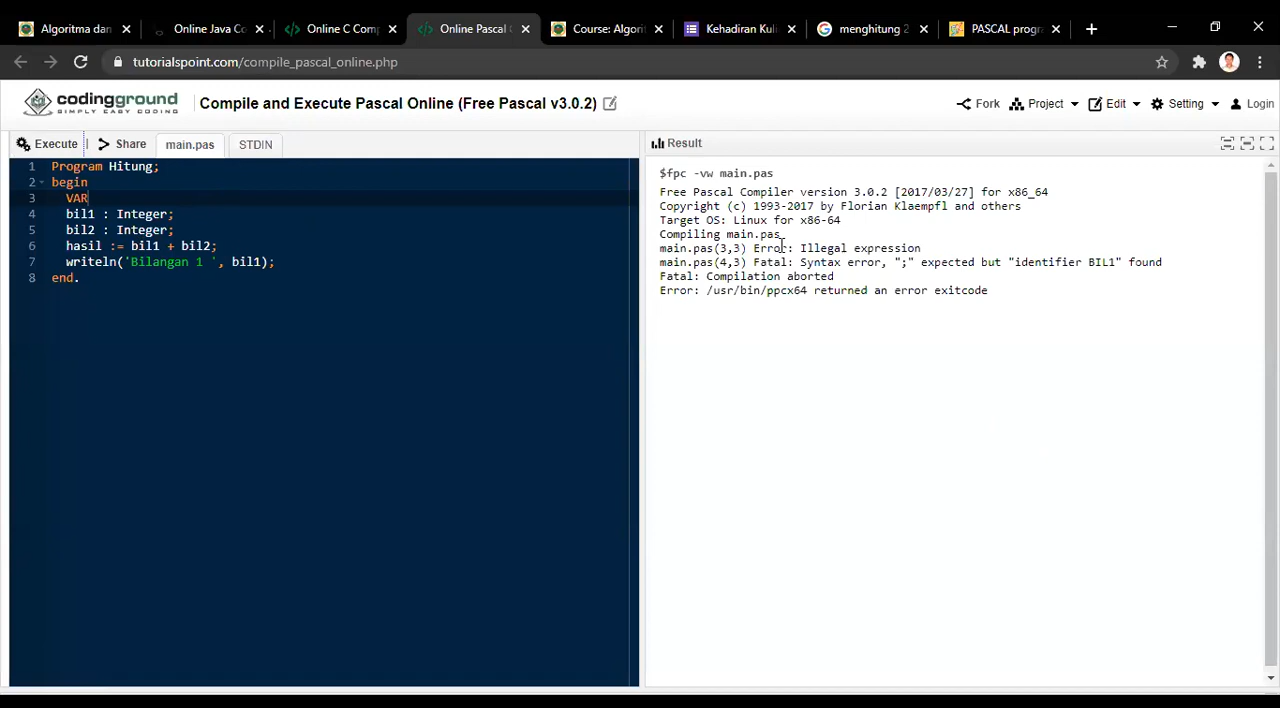 Algoritma dan
Online Java Co
Online C Comp
Online Pascal C
Course: Algori
Kehadiran Kuli
menghitung 2
PASCAL progr
tutorialspoint.com/compile_pascal_online.php
codingground
SIMPLY EASY CODING
Compile and Execute Pascal Online (Free Pascal v3.0.2)
Fork
Project
Edit
Setting
Login
Execute
Share
main.pas
STDIN
Result
1 Program Hitung;
2 begin
3 VAR
4 bil1 : Integer;
5 bil2 : Integer;
6 hasil := bil1 + bil2;
7 writeln('Bilangan 1 ', bil1);
8 end.
$fpc -vw main.pas
Free Pascal Compiler version 3.0.2 [2017/03/27] for x86_64
Copyright (c) 1993-2017 by Florian Klaempfl and others
Target OS: Linux for x86-64
Compiling main.pas
main.pas(3,3) Error: Illegal expression
main.pas(4,3) Fatal: Syntax error, ";" expected but "identifier BIL1" found
Fatal: Compilation aborted
Error: /usr/bin/ppcx64 returned an error exitcode